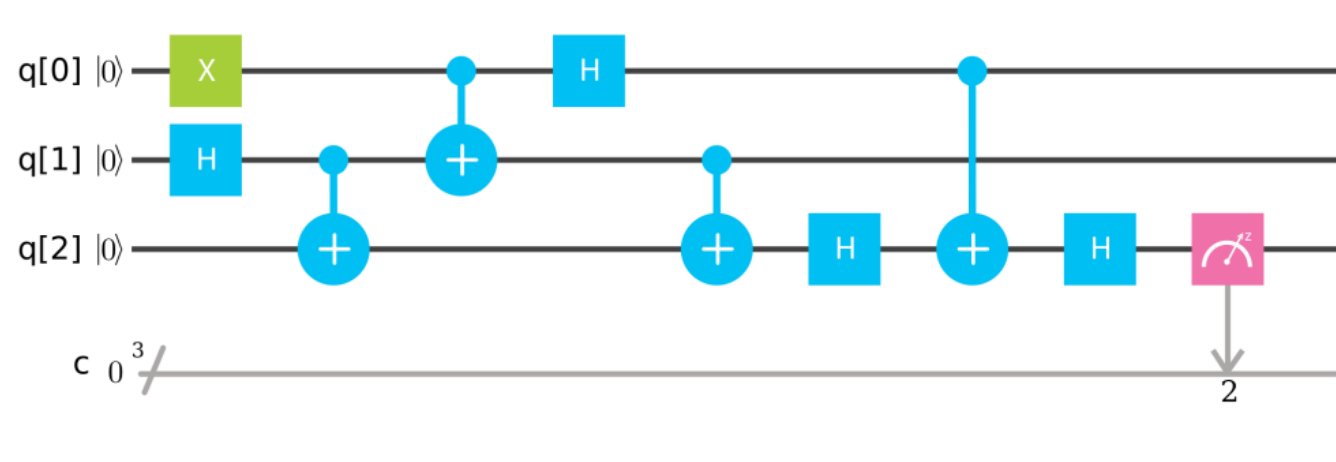 q[0] |0⟩ X H
q[1] |0⟩ H
q[2] |0⟩ H H z
c 0 3
2